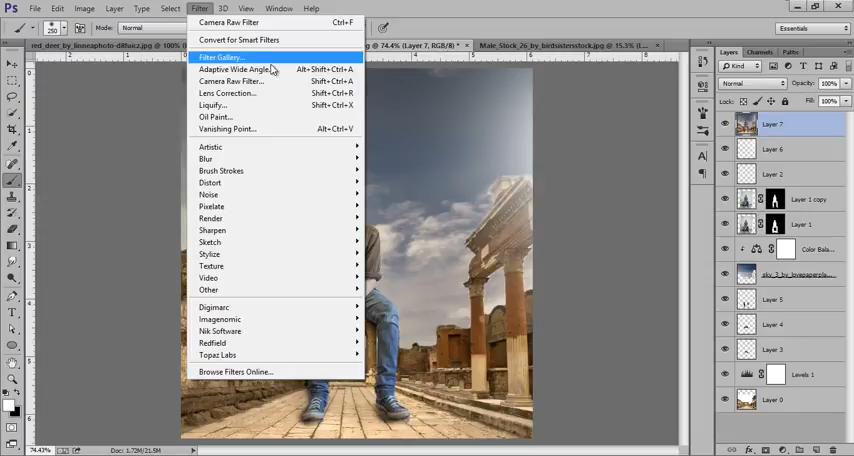 Ps File Edit Image Layer Type Select Filter 3D View Window Help
250 Mode: Normal Essentials
red_deer_by_linneaphoto-d8fuicz.jpg @ 100% .jpg @ 74.4% (Layer 7, RGB/8) * × Male_Stock_26_by_birdsistersstock.jpg @ 15.3% ×
Camera Raw Filter Ctrl+F
Convert for Smart Filters
Filter Gallery...
Adaptive Wide Angle... Alt+Shift+Ctrl+A
Camera Raw Filter... Shift+Ctrl+A
Lens Correction... Shift+Ctrl+R
Liquify... Shift+Ctrl+X
Oil Paint...
Vanishing Point... Alt+Ctrl+V
Artistic
Blur
Brush Strokes
Distort
Noise
Pixelate
Render
Sharpen
Sketch
Stylize
Texture
Video
Other
Digimarc
Imagenomic
Nik Software
Redfield
Topaz Labs
Browse Filters Online...
Layers Channels Paths
Kind
Normal Opacity: 100%
Lock: Fill: 100%
Layer 7
Layer 6
Layer 2
Layer 1 copy
Layer 1
Color Bala...
sky_3_by_lovepaperpla...
Layer 5
Layer 4
Layer 3
Levels 1
Layer 0
74.43% Doc: 1.72M/21.5M